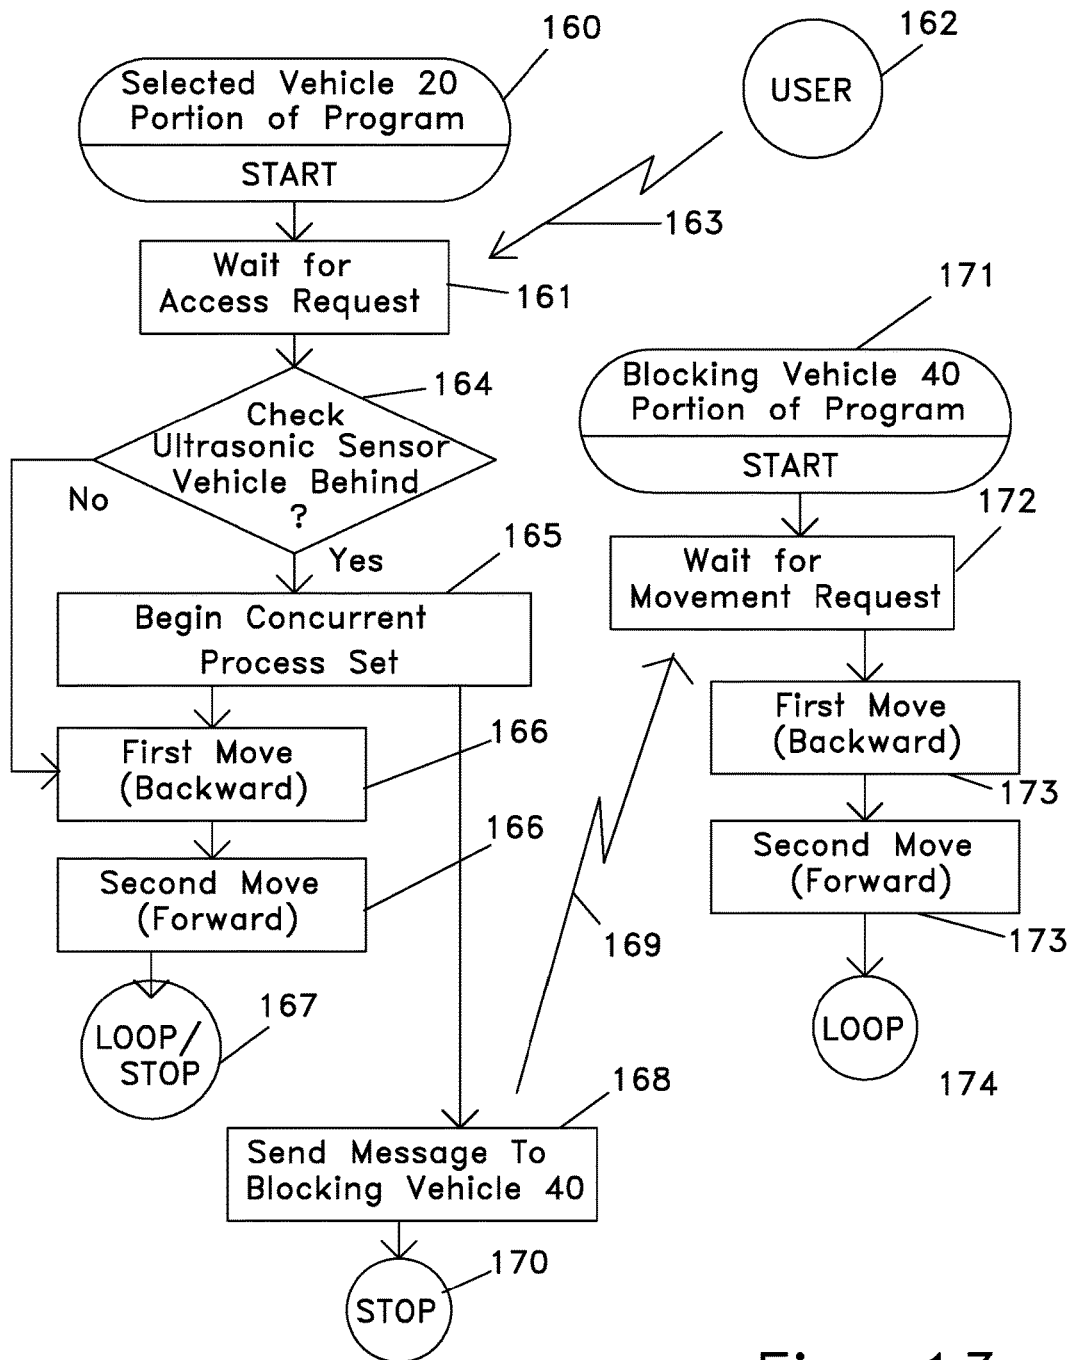 160
162
Selected Vehicle 20
Portion of Program
START
USER
163
Wait for
Access Request
161
171
164
Check
Ultrasonic Sensor
Vehicle Behind
?
No
Yes
Blocking Vehicle 40
Portion of Program
START
172
165
Wait for
Movement Request
Begin Concurrent
Process Set
First Move
(Backward)
166
First Move
(Backward)
173
166
Second Move
(Forward)
Second Move
(Forward)
173
169
167
LOOP/
STOP
LOOP
174
168
Send Message To
Blocking Vehicle 40
170
STOP